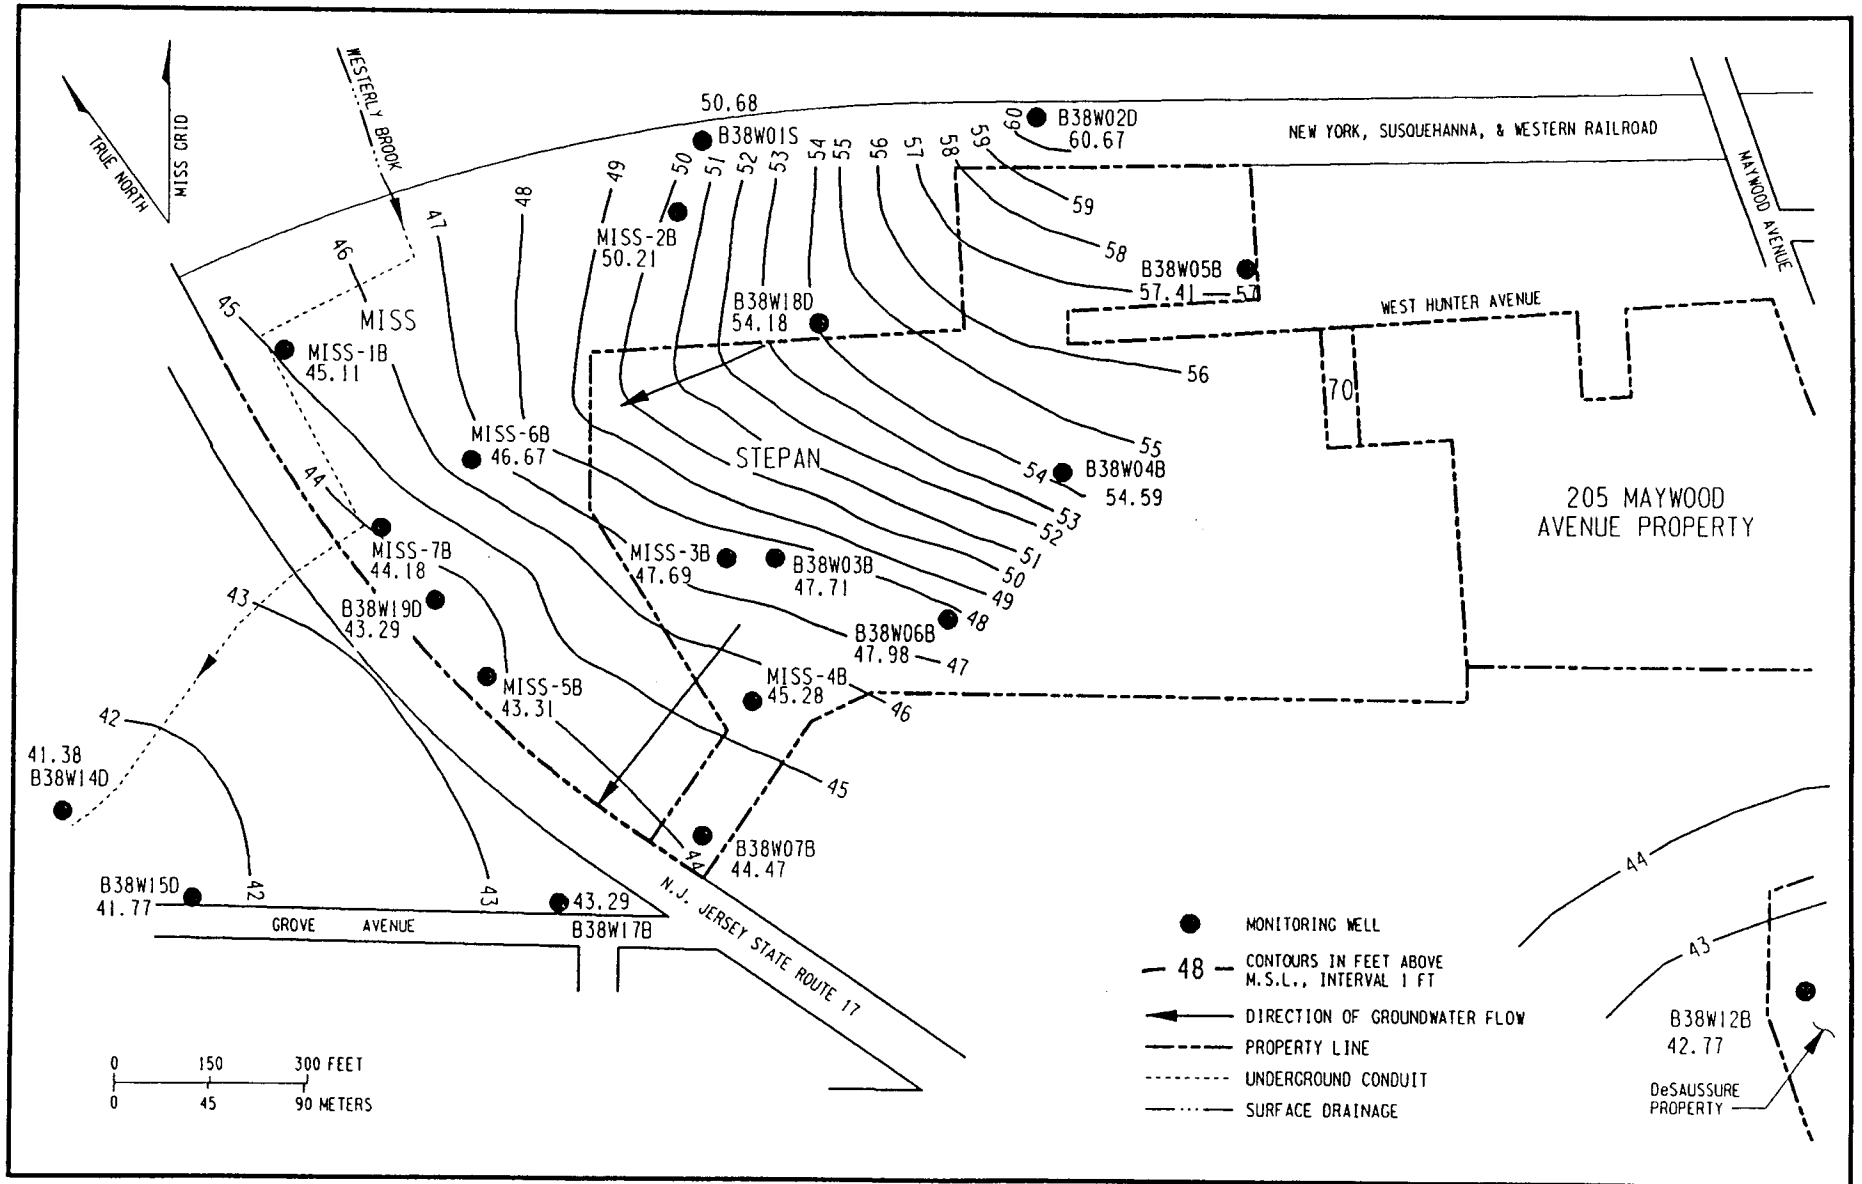 TRUE NORTH
MISS GRID
WESTERLY BROOK
50.68
B38W01S
60
B38W02D
60.67
NEW YORK, SUSQUEHANNA, & WESTERN RAILROAD
MAYWOOD AVENUE
46
47
48
49
50
51
52
53
54
55
56
57
58
59
59
58
MISS-2B
50.21
B38W05B
57.41
57
WEST HUNTER AVENUE
45
MISS
B38W18D
54.18
MISS-1B
45.11
56
70
MISS-6B
46.67
STEPAN
55
54
B38W04B
54.59
205 MAYWOOD
AVENUE PROPERTY
44
53
52
51
50
49
48
47
MISS-7B
44.18
MISS-3B
47.69
B38W03B
47.71
43
B38W19D
43.29
B38W06B
47.98
MISS-5B
43.31
MISS-4B
45.28
46
42
45
41.38
B38W14D
44
B38W07B
44.47
44
B38W15D
41.77
42
43
43.29
B38W17B
GROVE AVENUE
N.J. JERSEY STATE ROUTE 17
43
B38W12B
42.77
DeSAUSSURE
PROPERTY
MONITORING WELL
48
CONTOURS IN FEET ABOVE
M.S.L., INTERVAL 1 FT
DIRECTION OF GROUNDWATER FLOW
PROPERTY LINE
UNDERGROUND CONDUIT
SURFACE DRAINAGE
0 150 300 FEET
0 45 90 METERS